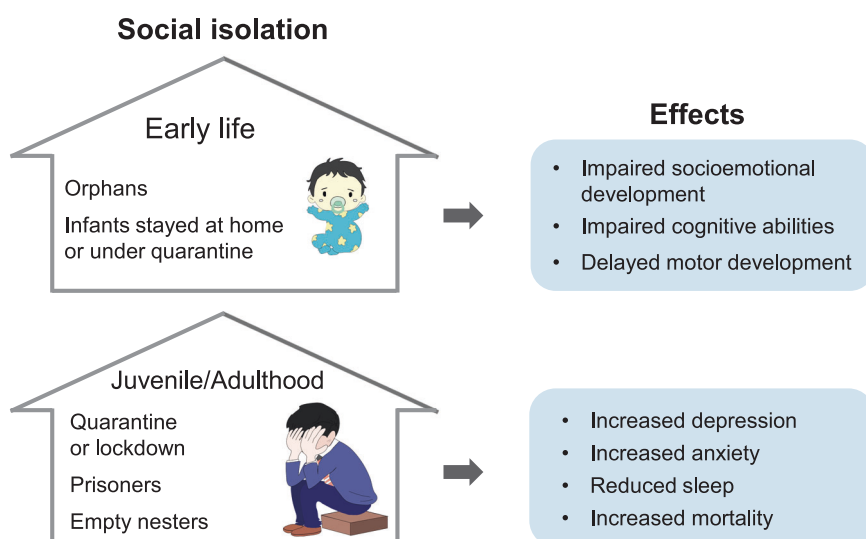 Social isolation
Early life
Orphans
Infants stayed at home
or under quarantine
Effects
• Impaired socioemotional
development
• Impaired cognitive abilities
• Delayed motor development
Juvenile/Adulthood
Quarantine
or lockdown
Prisoners
Empty nesters
• Increased depression
• Increased anxiety
• Reduced sleep
• Increased mortality